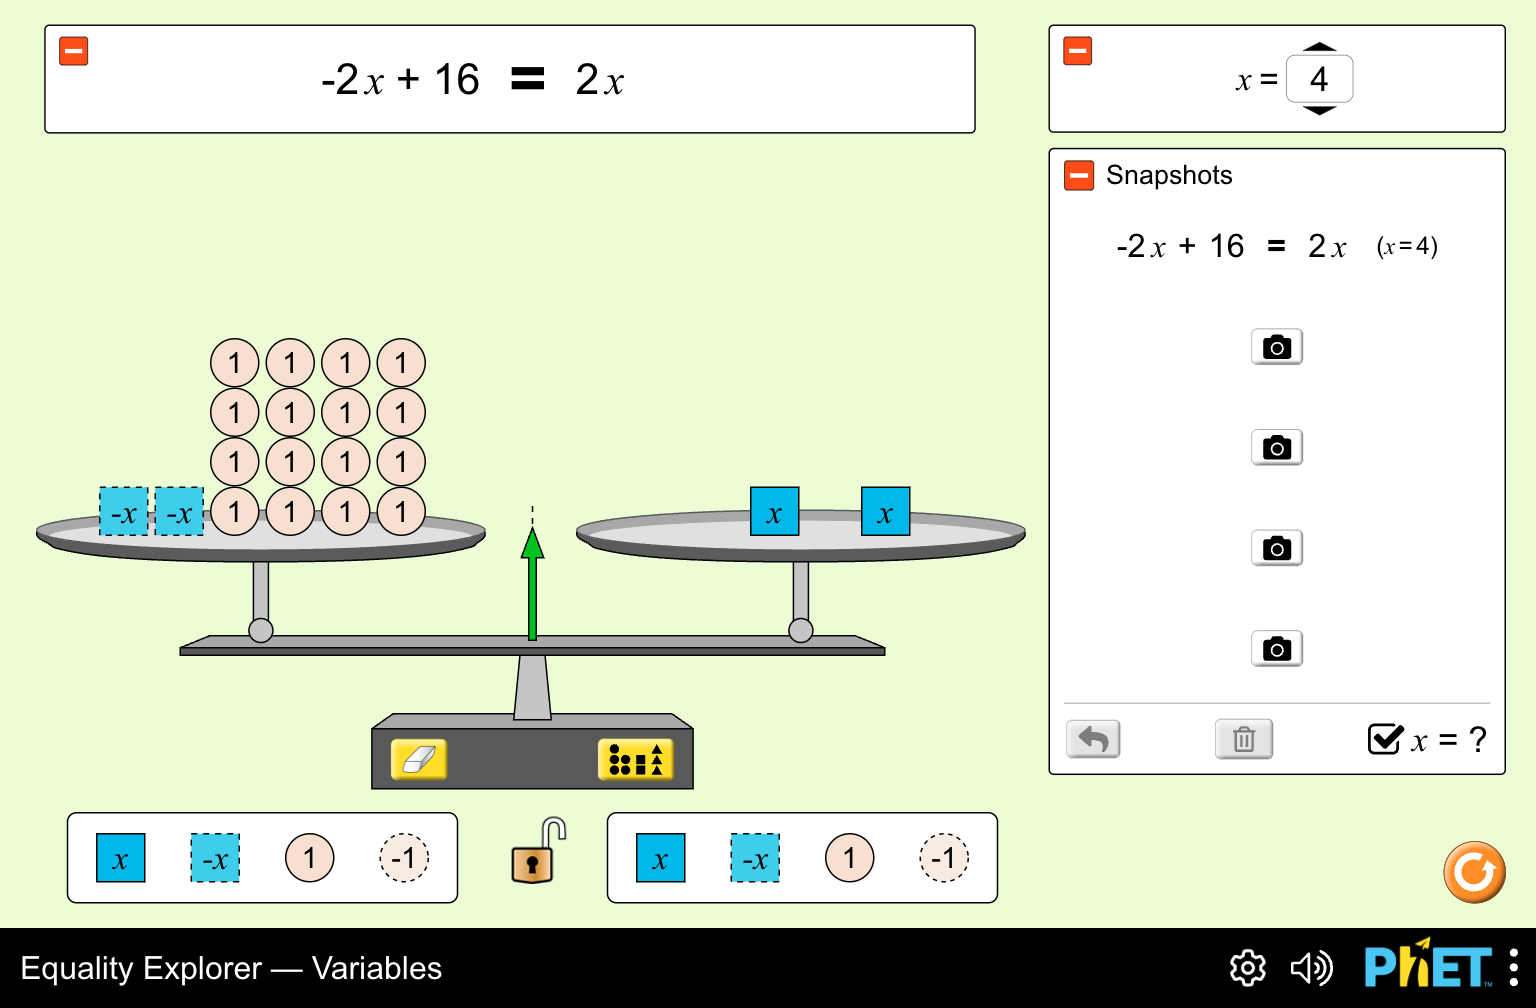 -2x + 16 = 2x
x = 4
Snapshots
-2x + 16 = 2x (x = 4)
1 1 1 1
1 1 1 1
1 1 1 1
-x -x 1 1 1 1 x x
x = ?
x -x 1 -1 x -x 1 -1
Equality Explorer — Variables
PhET™